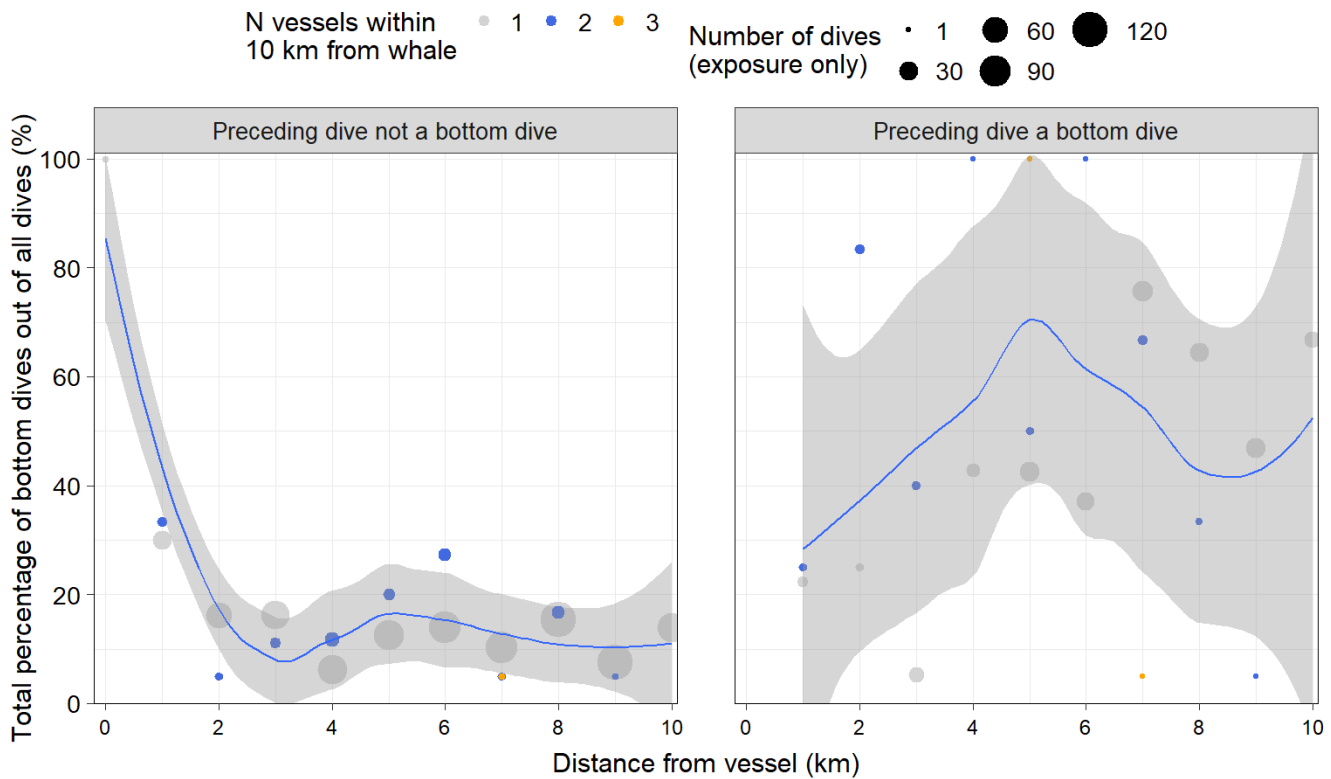 N vessels within
10 km from whale
1 2 3
Number of dives
(exposure only)
1 60 120
30 90
Preceding dive not a bottom dive
Preceding dive a bottom dive
Total percentage of bottom dives out of all dives (%)
100
80
60
40
20
0
0 2 4 6 8 10
0 2 4 6 8 10
Distance from vessel (km)